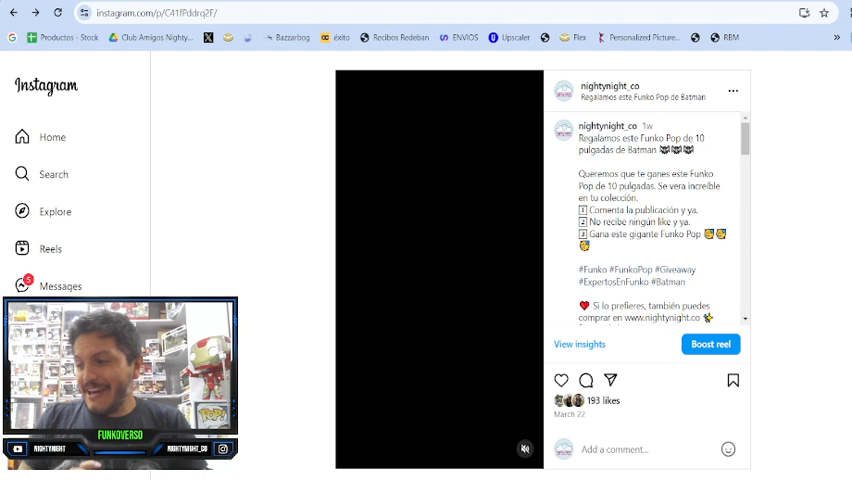 instagram.com/p/C41fPddrq2F/
Productos - Stock
Club Amigos Nighty...
Bazzarbog
éxito
Recibos Redeban
ENVIOS
Upscaler
Flex
Personalized Picture...
RBM
»
Instagram
Home
Search
Explore
Reels
5
Messages
nightynight_co
Regalamos este Funko Pop de Batman
nightynight_co 1w
Regalamos este Funko Pop de 10
pulgadas de Batman
Queremos que te ganes este Funko
Pop de 10 pulgadas. Se vera increíble
en tu colección.
1 Comenta la publicación y ya.
2 No recibe ningún like y ya.
3 Gana este gigante Funko Pop
#Funko #FunkoPop #Giveaway
#ExpertosEnFunko #Batman
Si lo prefieres, también puedes
comprar en www.nightynight.co
View insights
Boost reel
193 likes
March 22
Add a comment...
POP!
FUNKOVERSO
NIGHTYNIGHT
NIGHTYNIGHT_CO